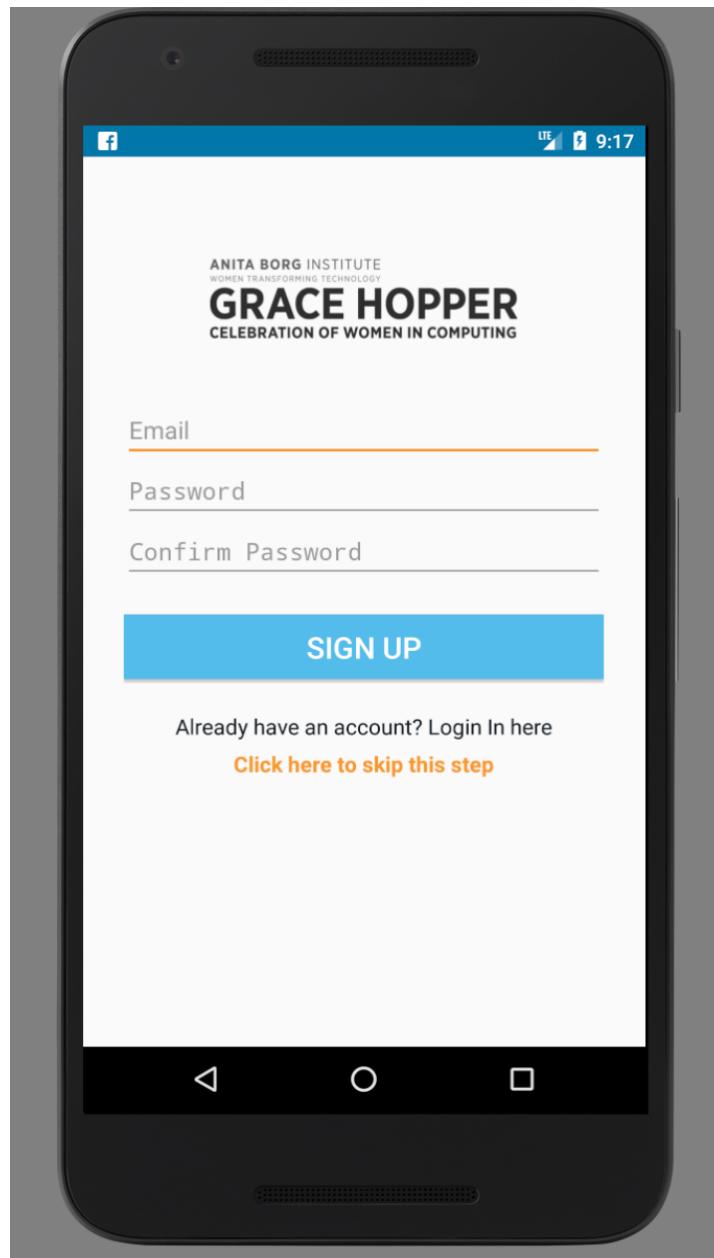 LTE 9:17
ANITA BORG INSTITUTE
WOMEN TRANSFORMING TECHNOLOGY
GRACE HOPPER
CELEBRATION OF WOMEN IN COMPUTING
Email
Password
Confirm Password
SIGN UP
Already have an account? Login In here
Click here to skip this step